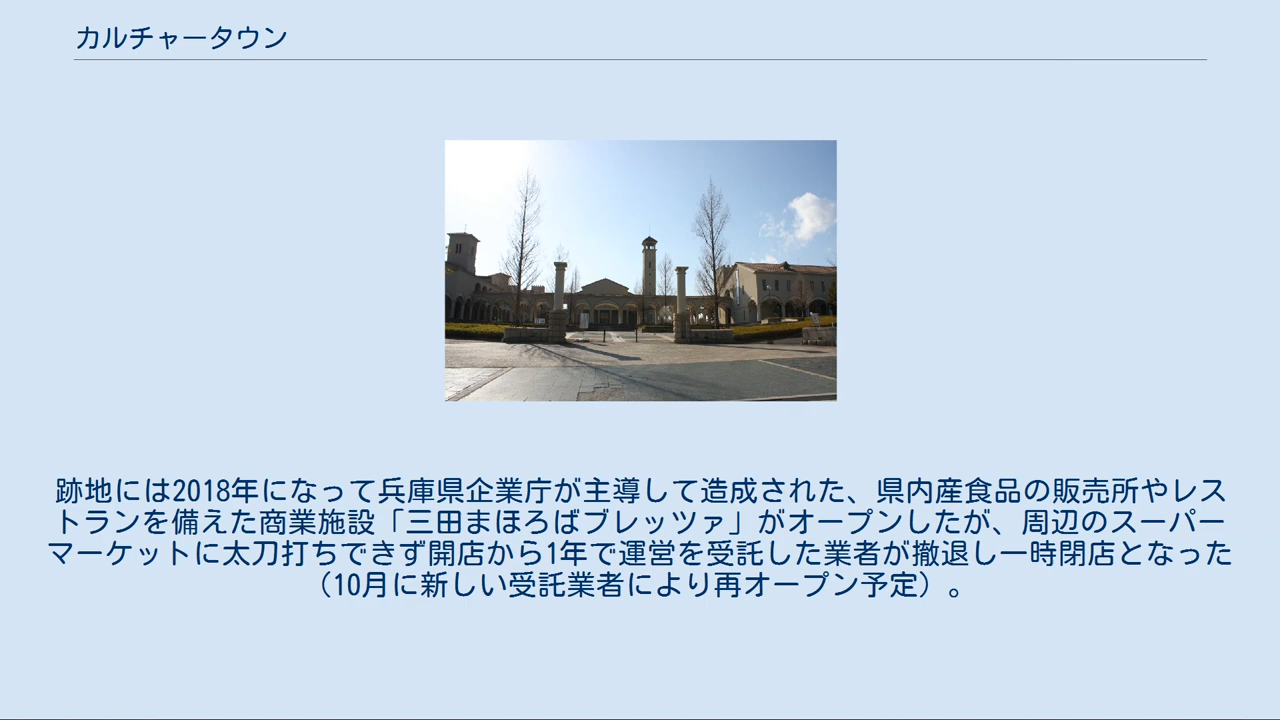 カルチャータウン
跡地には2018年になって兵庫県企業庁が主導して造成された、県内産食品の販売所やレス
トランを備えた商業施設「三田まほろばブレッツァ」がオープンしたが、周辺のスーパー
マーケットに太刀打ちできず開店から1年で運営を受託した業者が撤退し一時閉店となった
（10月に新しい受託業者により再オープン予定）。